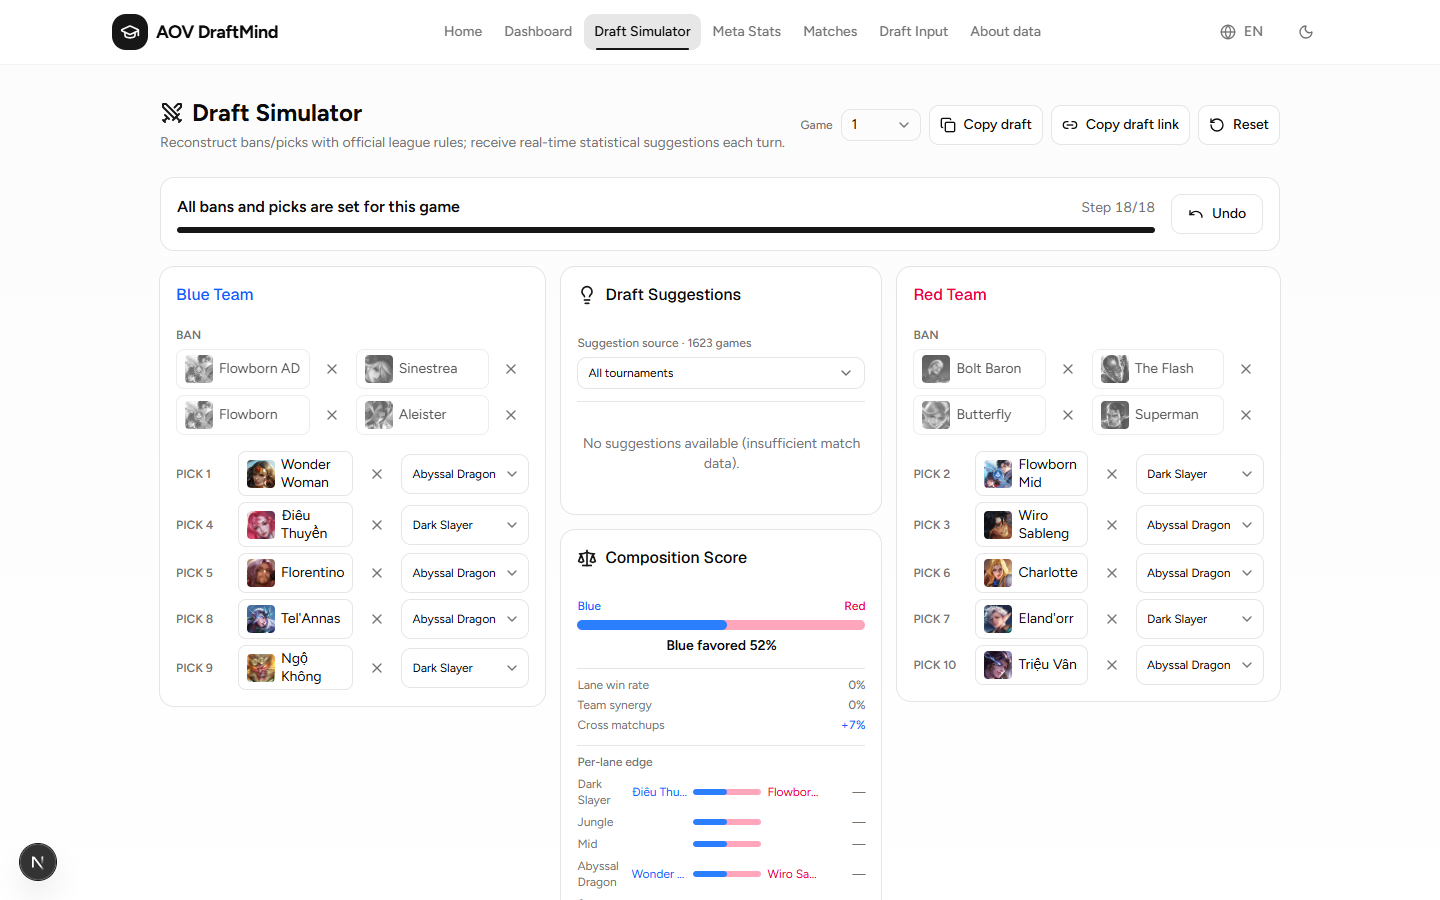 AOV DraftMind
Home
Dashboard
Draft Simulator
Meta Stats
Matches
Draft Input
About data
EN
Draft Simulator
Reconstruct bans/picks with official league rules; receive real-time statistical suggestions each turn.
Game
1
Copy draft
Copy draft link
Reset
All bans and picks are set for this game
Step 18/18
Undo
Blue Team
BAN
Flowborn AD
Sinestrea
Flowborn
Aleister
PICK 1
Wonder
Woman
Abyssal Dragon
PICK 4
Điêu
Thuyền
Dark Slayer
PICK 5
Florentino
Abyssal Dragon
PICK 8
Tel'Annas
Abyssal Dragon
PICK 9
Ngộ
Không
Dark Slayer
Draft Suggestions
Suggestion source · 1623 games
All tournaments
No suggestions available (insufficient match
data).
Composition Score
Blue
Red
Blue favored 52%
Lane win rate
0%
Team synergy
0%
Cross matchups
+7%
Per-lane edge
Dark
Slayer
Điêu Thu...
Flowbor...
—
Jungle
—
Mid
—
Abyssal
Dragon
Wonder ...
Wiro Sa...
—
Red Team
BAN
Bolt Baron
The Flash
Butterfly
Superman
PICK 2
Flowborn
Mid
Dark Slayer
PICK 3
Wiro
Sableng
Abyssal Dragon
PICK 6
Charlotte
Abyssal Dragon
PICK 7
Eland'orr
Dark Slayer
PICK 10
Triệu Vân
Abyssal Dragon
N